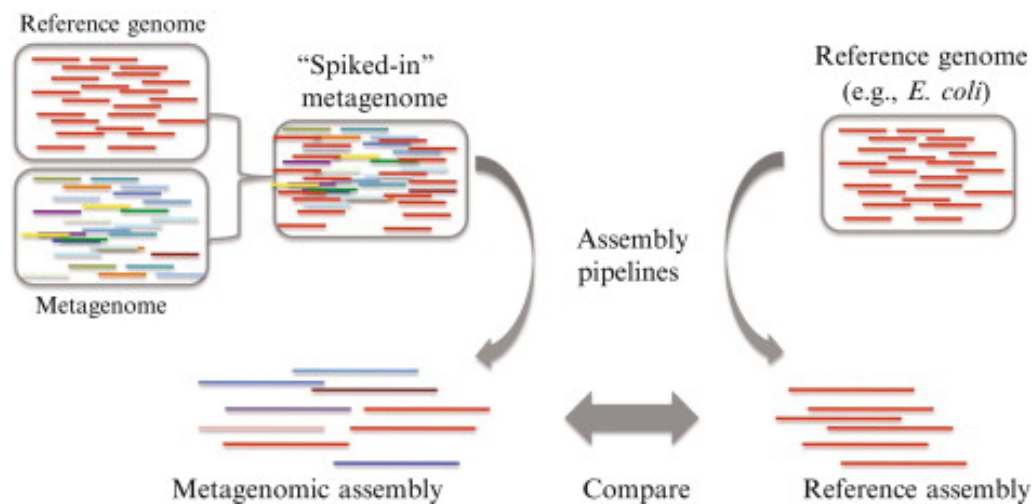 Reference genome
“Spiked-in”
metagenome
Metagenome
Reference genome
(e.g., E. coli)
Assembly
pipelines
Metagenomic assembly
Compare
Reference assembly